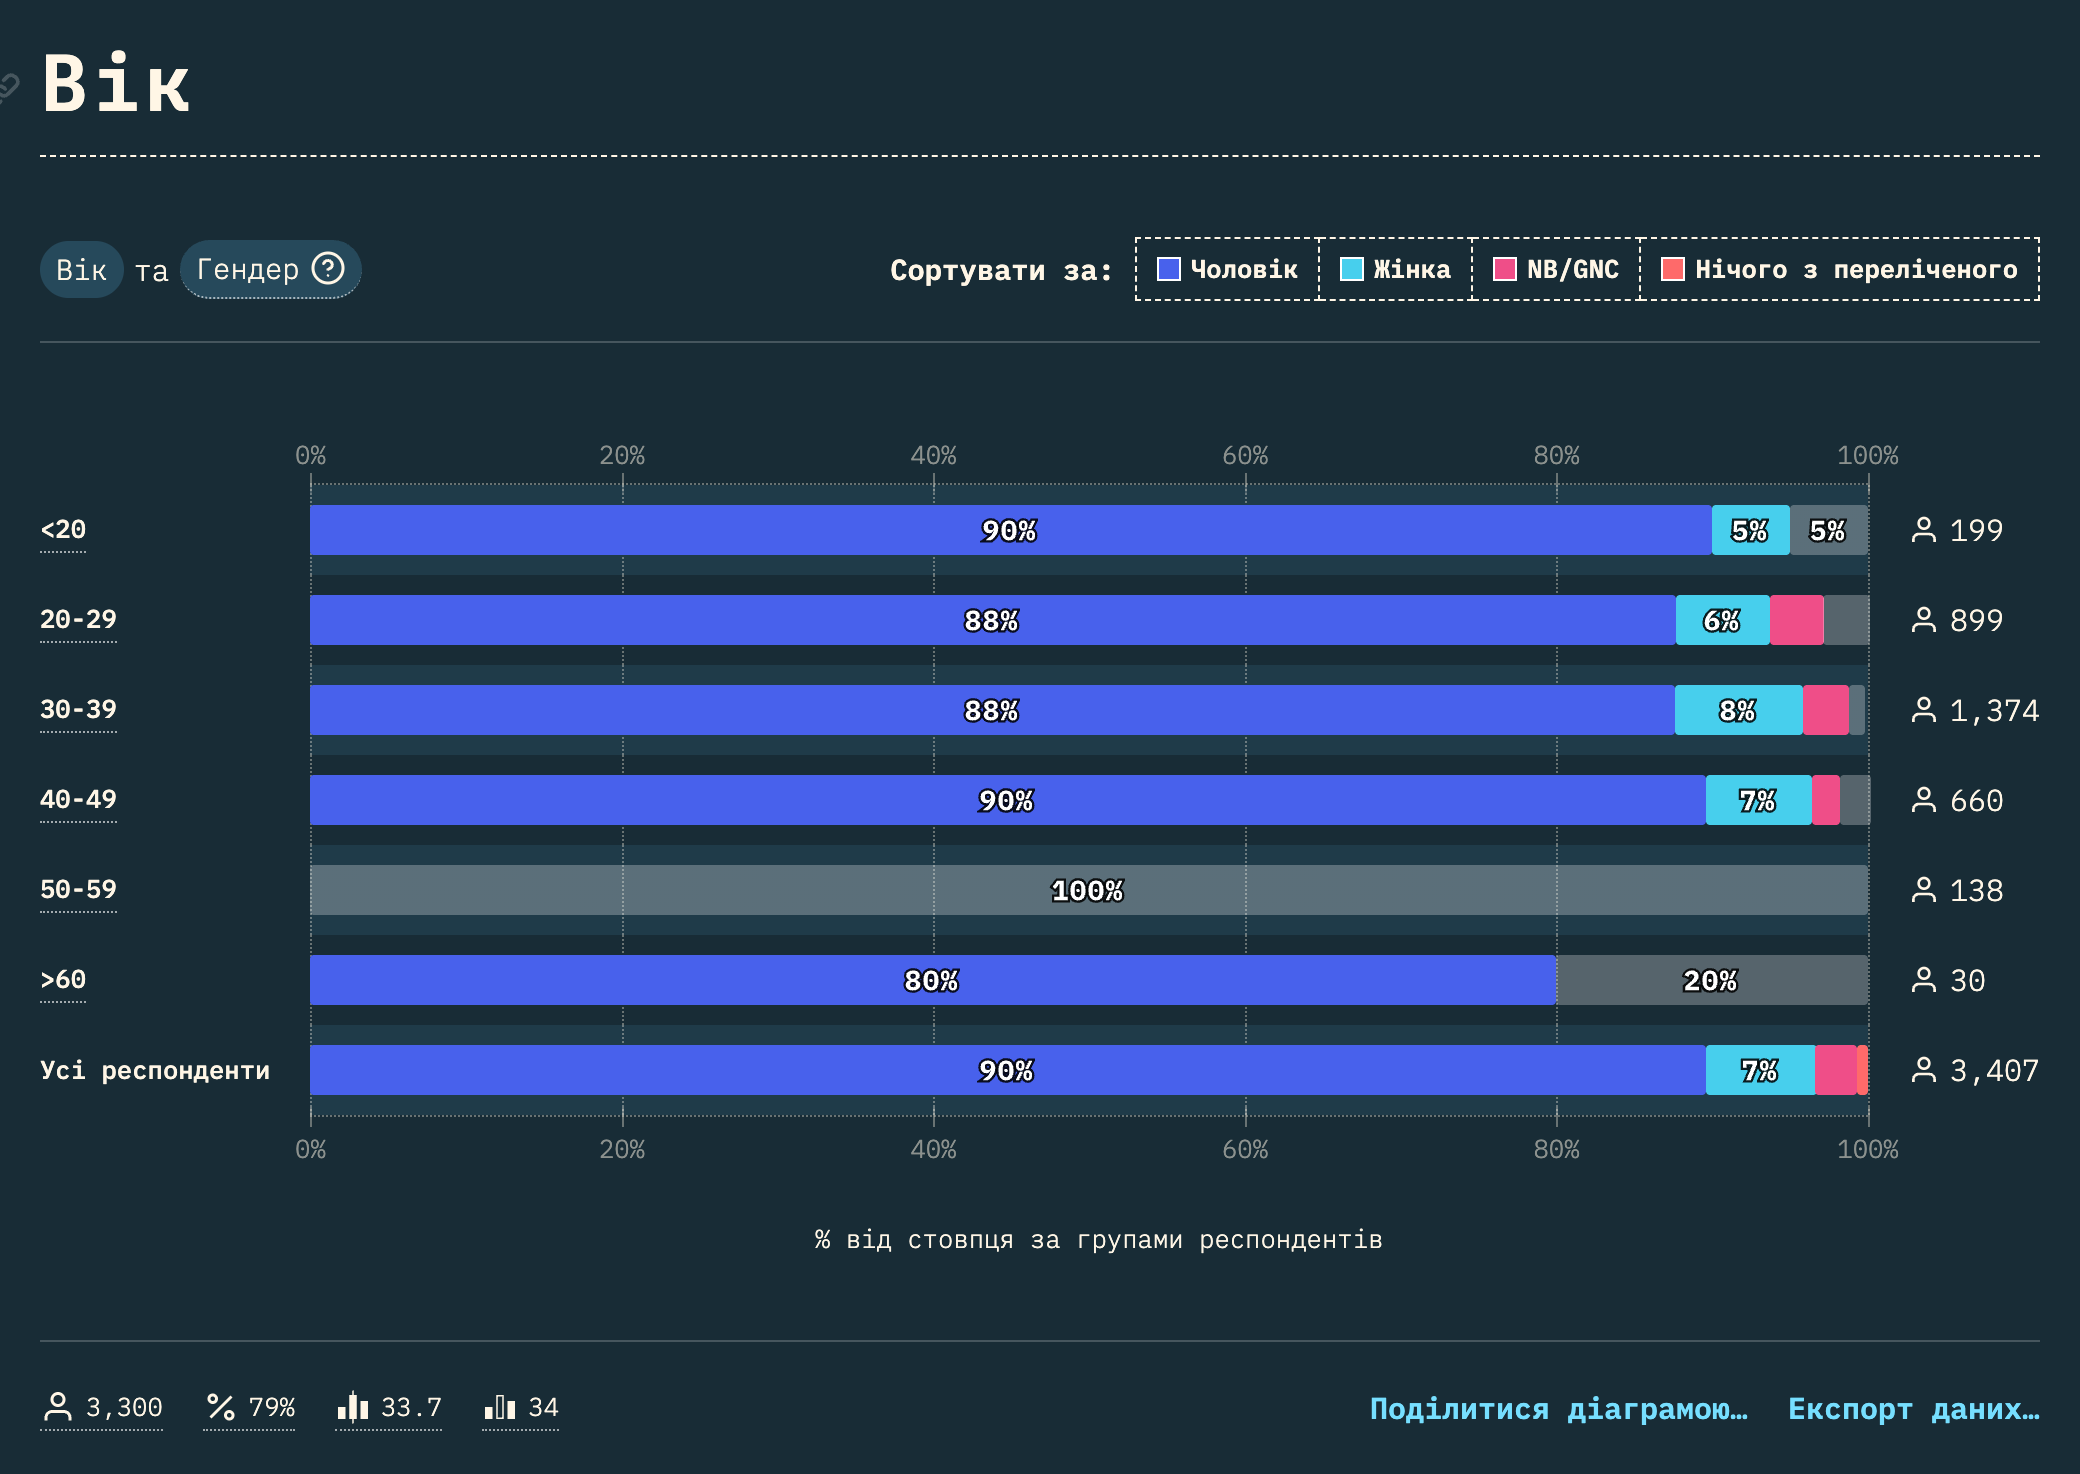 Вік
Вік та Гендер
Сортувати за: Чоловік Жінка NB/GNC Нічого з переліченого
0% 20% 40% 60% 80% 100%
<20 90% 5% 5% 199
20-29 88% 6% 899
30-39 88% 8% 1,374
40-49 90% 7% 660
50-59 100% 138
>60 80% 20% 30
Усі респонденти 90% 7% 3,407
0% 20% 40% 60% 80% 100%
% від стовпця за групами респондентів
3,300 79% 33.7 34 Поділитися діаграмою… Експорт даних…